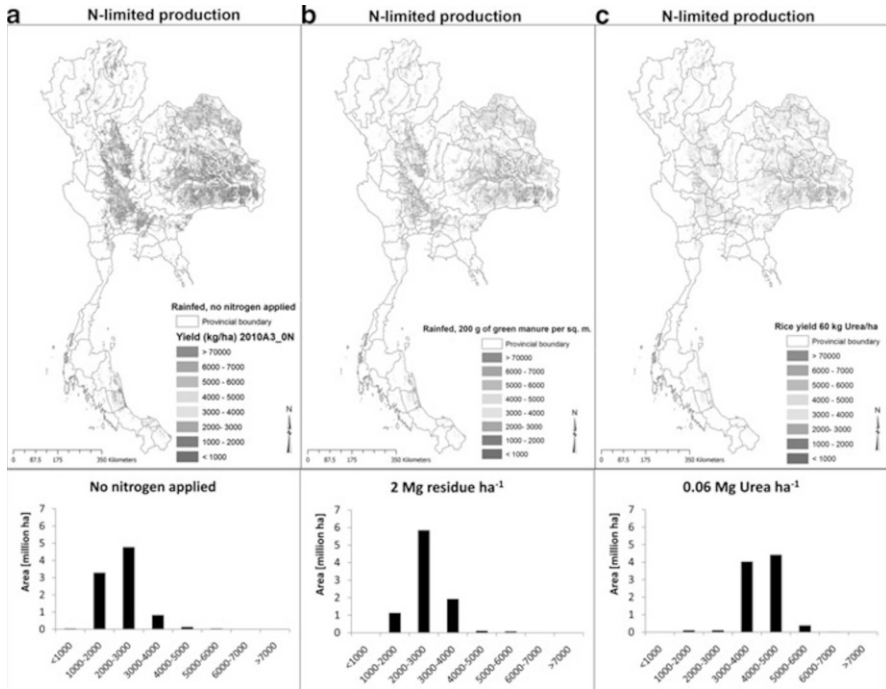 a
N-limited production
Rainfed, no nitrogen applied
Provincial boundary
Yield (kg/ha) 2010A3_0N
> 70000
6000 - 7000
5000 - 6000
4000 - 5000
3000 - 4000
2000- 3000
1000 - 2000
< 1000
N
0 87.5 175 350 Kilometers
b
N-limited production
Rainfed, 200 g of green manure per sq. m.
Provincial boundary
> 70000
6000 - 7000
5000 - 6000
4000 - 5000
3000 - 4000
2000- 3000
1000 - 2000
< 1000
N
0 87.5 175 350 Kilometers
c
N-limited production
Rice yield 60 kg Urea/ha
Provincial boundary
> 70000
6000 - 7000
5000 - 6000
4000 - 5000
3000 - 4000
2000- 3000
1000 - 2000
< 1000
N
0 87.5 175 350 Kilometers
No nitrogen applied
Area [million ha]
7
6
5
4
3
2
1
0
<1000
1000-2000
2000-3000
3000-4000
4000-5000
5000-6000
6000-7000
>7000
2 Mg residue ha⁻¹
Area [million ha]
7
6
5
4
3
2
1
0
<1000
1000-2000
2000-3000
3000-4000
4000-5000
5000-6000
6000-7000
>7000
0.06 Mg Urea ha⁻¹
Area [million ha]
7
6
5
4
3
2
1
0
<1000
1000-2000
2000-3000
3000-4000
4000-5000
5000-6000
6000-7000
>7000